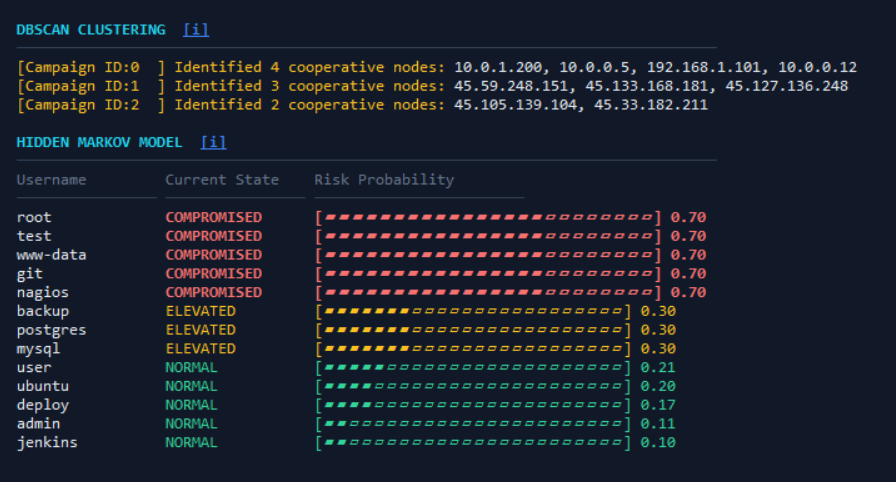 DBSCAN CLUSTERING [i]
[Campaign ID:0  ] Identified 4 cooperative nodes: 10.0.1.200, 10.0.0.5, 192.168.1.101, 10.0.0.12
[Campaign ID:1  ] Identified 3 cooperative nodes: 45.59.248.151, 45.133.168.181, 45.127.136.248
[Campaign ID:2  ] Identified 2 cooperative nodes: 45.105.139.104, 45.33.182.211
HIDDEN MARKOV MODEL [i]
Username Current State Risk Probability
root COMPROMISED [▰▰▰▰▰▰▰▰▰▰▰▰▰▰▰▰▱▱▱▱▱▱▱▱] 0.70
test COMPROMISED [▰▰▰▰▰▰▰▰▰▰▰▰▰▰▰▰▱▱▱▱▱▱▱▱] 0.70
www-data COMPROMISED [▰▰▰▰▰▰▰▰▰▰▰▰▰▰▰▰▱▱▱▱▱▱▱▱] 0.70
git COMPROMISED [▰▰▰▰▰▰▰▰▰▰▰▰▰▰▰▰▱▱▱▱▱▱▱▱] 0.70
nagios COMPROMISED [▰▰▰▰▰▰▰▰▰▰▰▰▰▰▰▰▱▱▱▱▱▱▱▱] 0.70
backup ELEVATED [▰▰▰▰▰▰▰▱▱▱▱▱▱▱▱▱▱▱▱▱▱▱▱▱] 0.30
postgres ELEVATED [▰▰▰▰▰▰▰▱▱▱▱▱▱▱▱▱▱▱▱▱▱▱▱▱] 0.30
mysql ELEVATED [▰▰▰▰▰▰▰▱▱▱▱▱▱▱▱▱▱▱▱▱▱▱▱▱] 0.30
user NORMAL [▰▰▰▰▰▱▱▱▱▱▱▱▱▱▱▱▱▱▱▱▱▱▱▱] 0.21
ubuntu NORMAL [▰▰▰▰▱▱▱▱▱▱▱▱▱▱▱▱▱▱▱▱▱▱▱▱] 0.20
deploy NORMAL [▰▰▰▰▱▱▱▱▱▱▱▱▱▱▱▱▱▱▱▱▱▱▱▱] 0.17
admin NORMAL [▰▰▱▱▱▱▱▱▱▱▱▱▱▱▱▱▱▱▱▱▱▱▱▱] 0.11
jenkins NORMAL [▰▰▱▱▱▱▱▱▱▱▱▱▱▱▱▱▱▱▱▱▱▱▱▱] 0.10